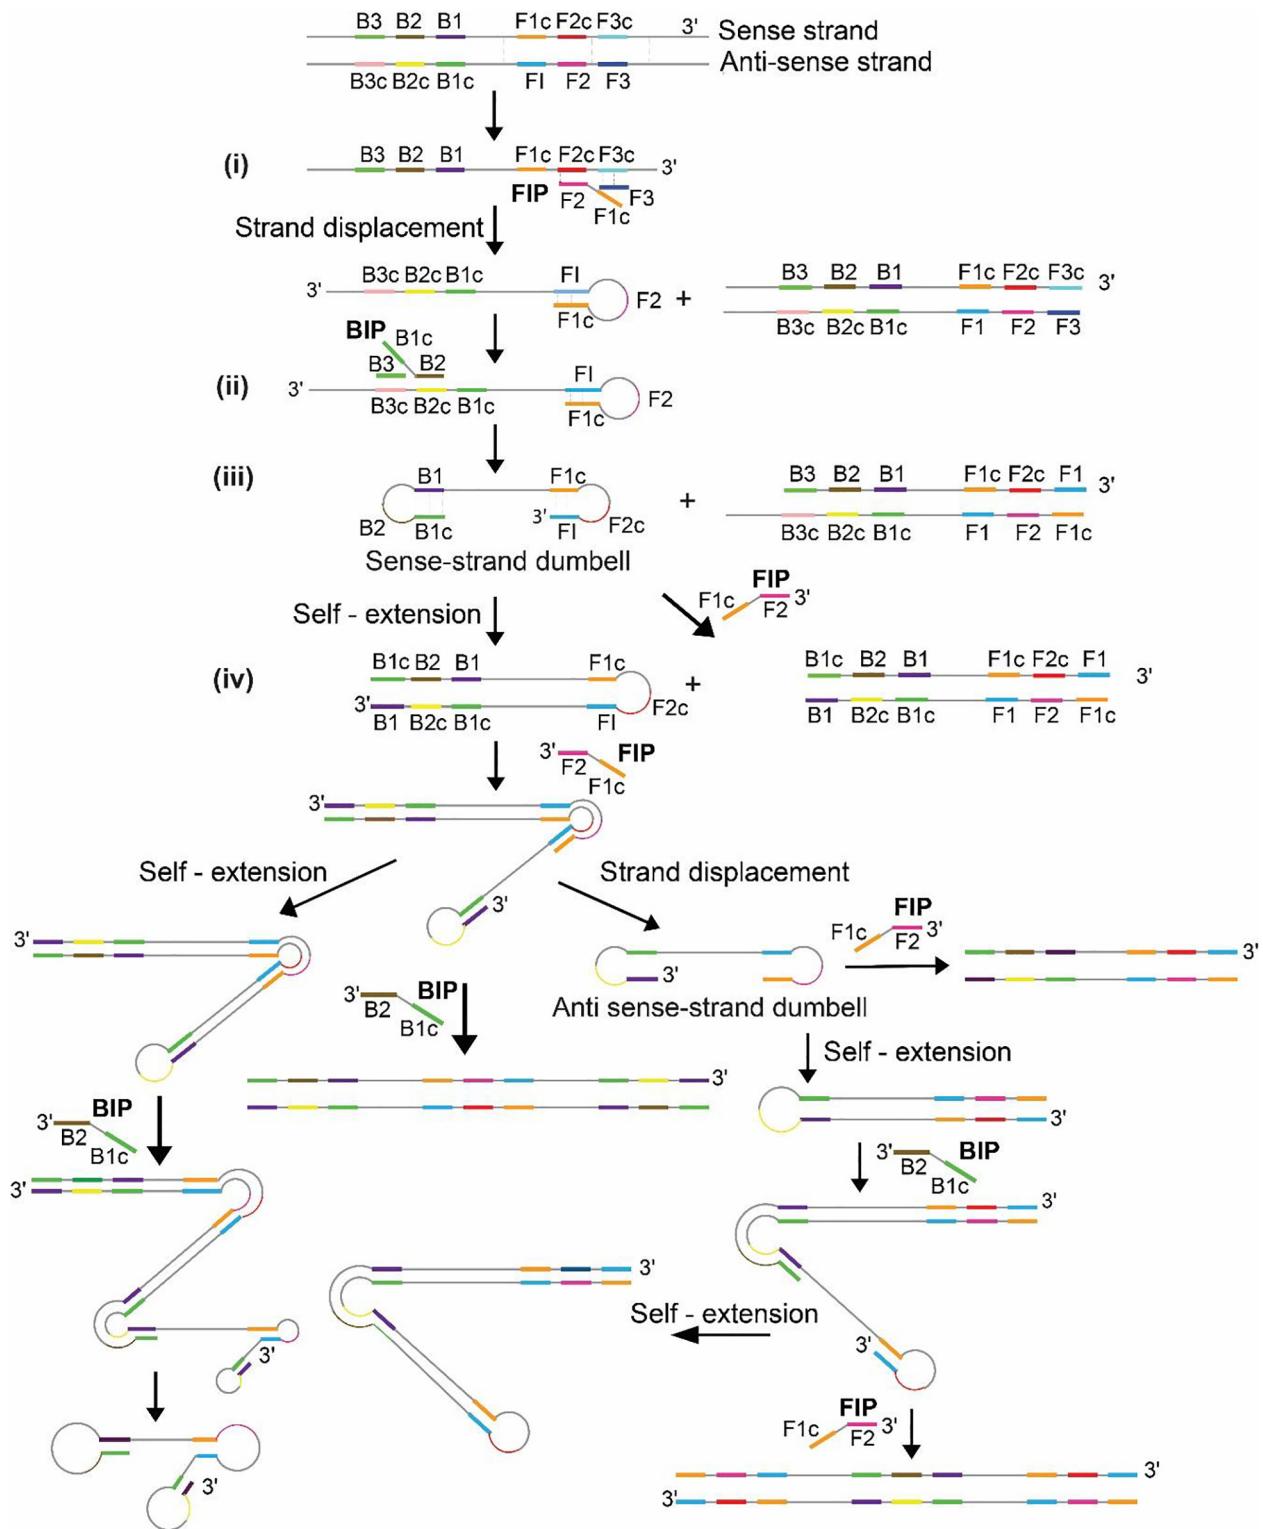 B3 B2 B1 F1c F2c F3c 3' Sense strand
Anti-sense strand
B3c B2c B1c FI F2 F3
(i) B3 B2 B1 F1c F2c F3c 3'
FIP F2 F1c F3
Strand displacement
3' B3c B2c B1c FI F1c F2 + B3 B2 B1 F1c F2c F3c 3'
B3c B2c B1c F1 F2 F3
BIP B1c
B3 B2
(ii) 3' FI F2
B3c B2c B1c F1c
(iii) B1 F1c + B3 B2 B1 F1c F2c F1 3'
B2 B1c 3' FI F2c B3c B2c B1c F1 F2 F1c
Sense-strand dumbell
F1c FIP F2 3'
Self - extension
(iv) B1c B2 B1 F1c + B1c B2 B1 F1c F2c F1 3'
3' B1 B2c B1c FI F2c B1 B2c B1c F1 F2 F1c
3' F2 F1c FIP
3'
Self - extension
Strand displacement
3'
3'
F1c FIP F2 3'
3'
3'
Anti sense-strand dumbell
3' B2 B1c BIP
Self - extension
3'
3'
3' B2 B1c BIP
3' B2 B1c BIP
3'
3'
3'
Self - extension
3'
3'
3'
F1c FIP F2 3'
3'
3'